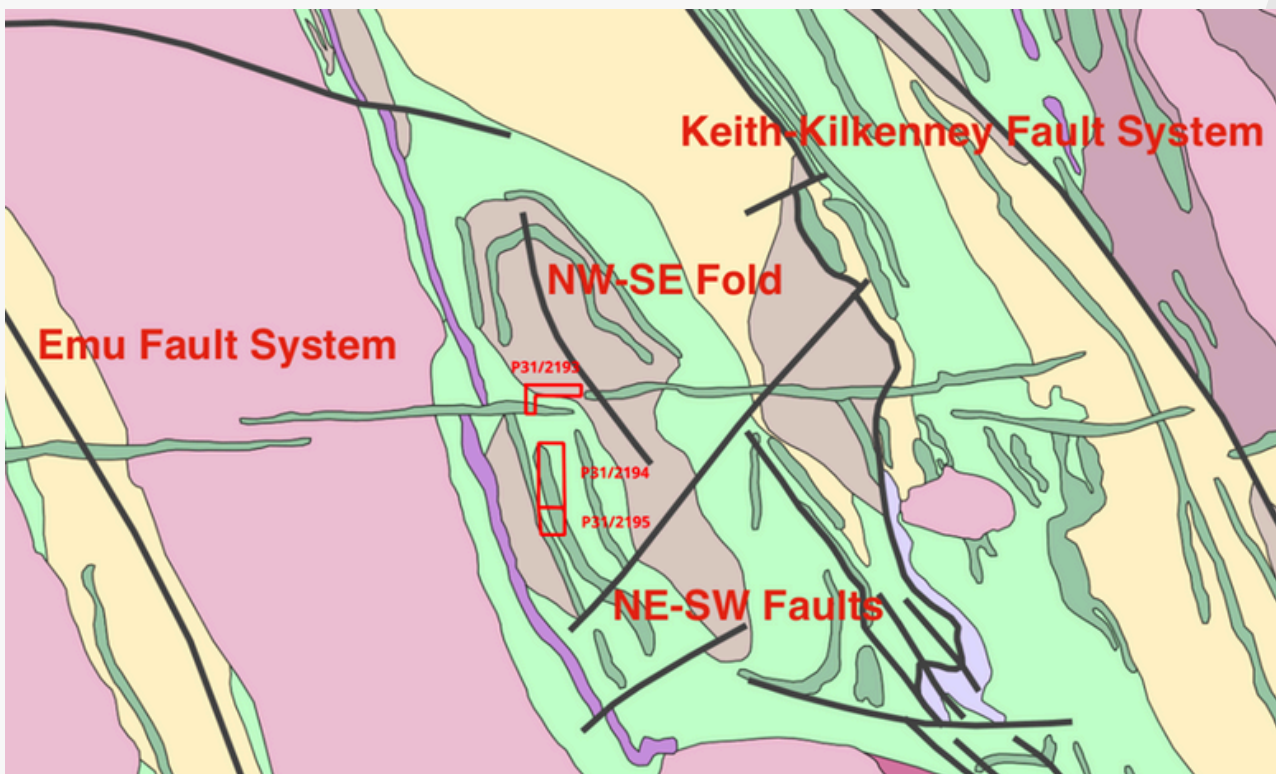 Keith-Kilkenney Fault System
NW-SE Fold
Emu Fault System
P31/2193
P31/2194
P31/2195
NE-SW Faults